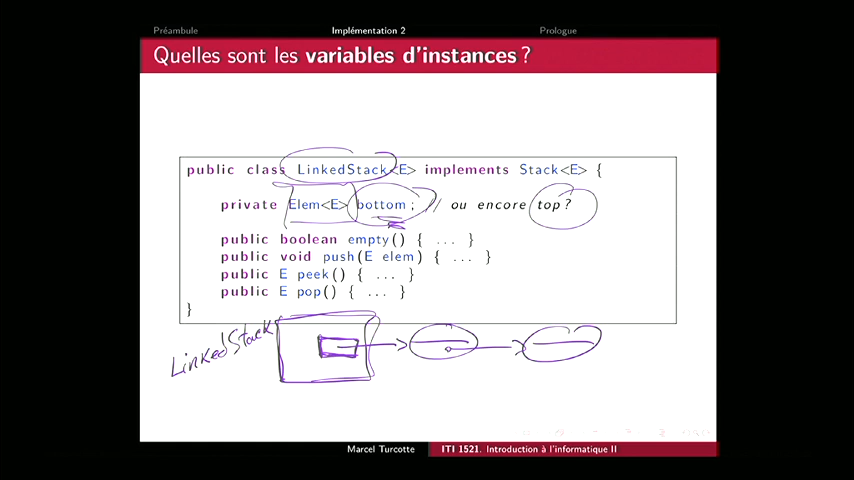 Préambule Implémentation 2 Prologue
Quelles sont les variables d'instances ?
public class LinkedStack<E> implements Stack<E> {
private Elem<E> bottom; // ou encore top?
public boolean empty() { ... }
public void push(E elem) { ... }
public E peek() { ... }
public E pop() { ... }
}
LinkedStack
Marcel Turcotte ITI 1521. Introduction à l'informatique II